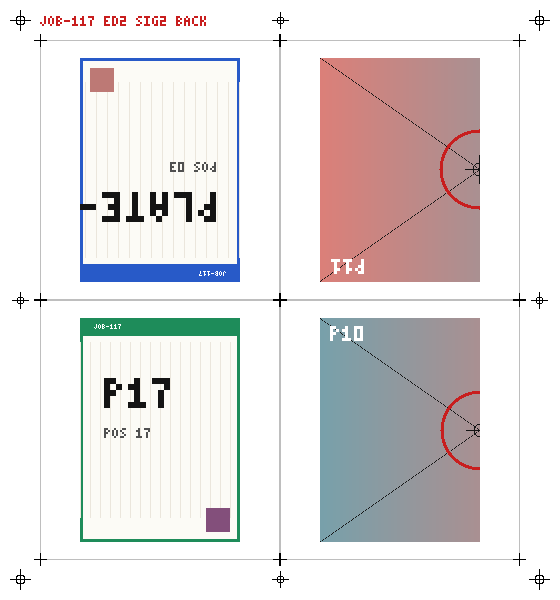 JOB-117 ED2 SIG2 BACK
JOB-117
PLATE-
POS 03
P11
JOB-117
P17
POS 17
P10